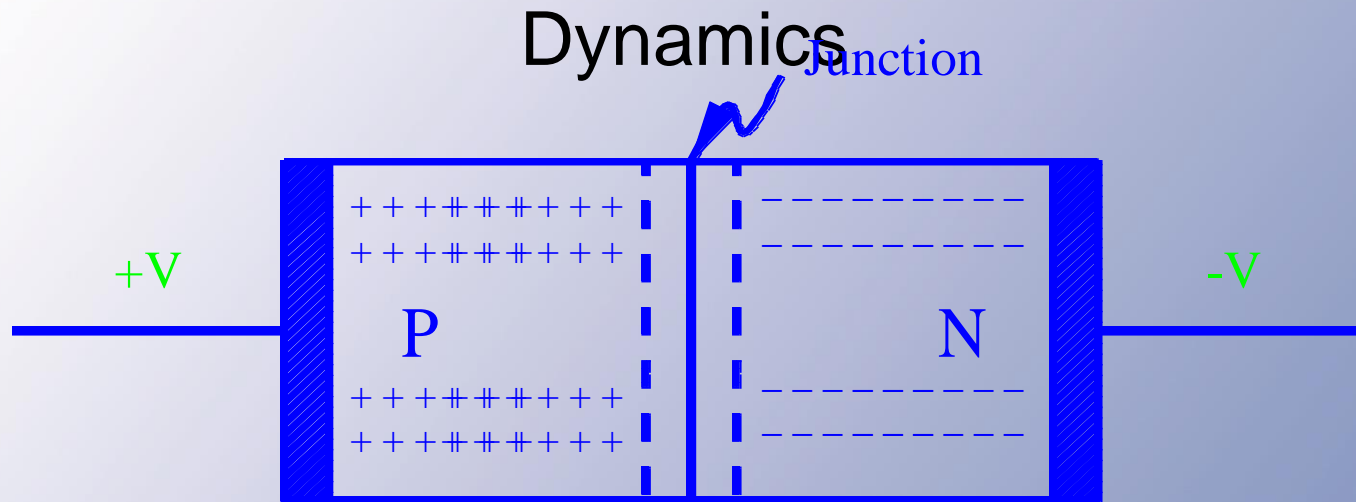 Dynamics
Junction
+ + + + + + + + + + + − − − − − − − − −
+ + + + + + + + + + + − − − − − − − − −
+V
-V
P N
+ + + + + + + + + + + − − − − − − − − −
+ + + + + + + + + + + − − − − − − − − −